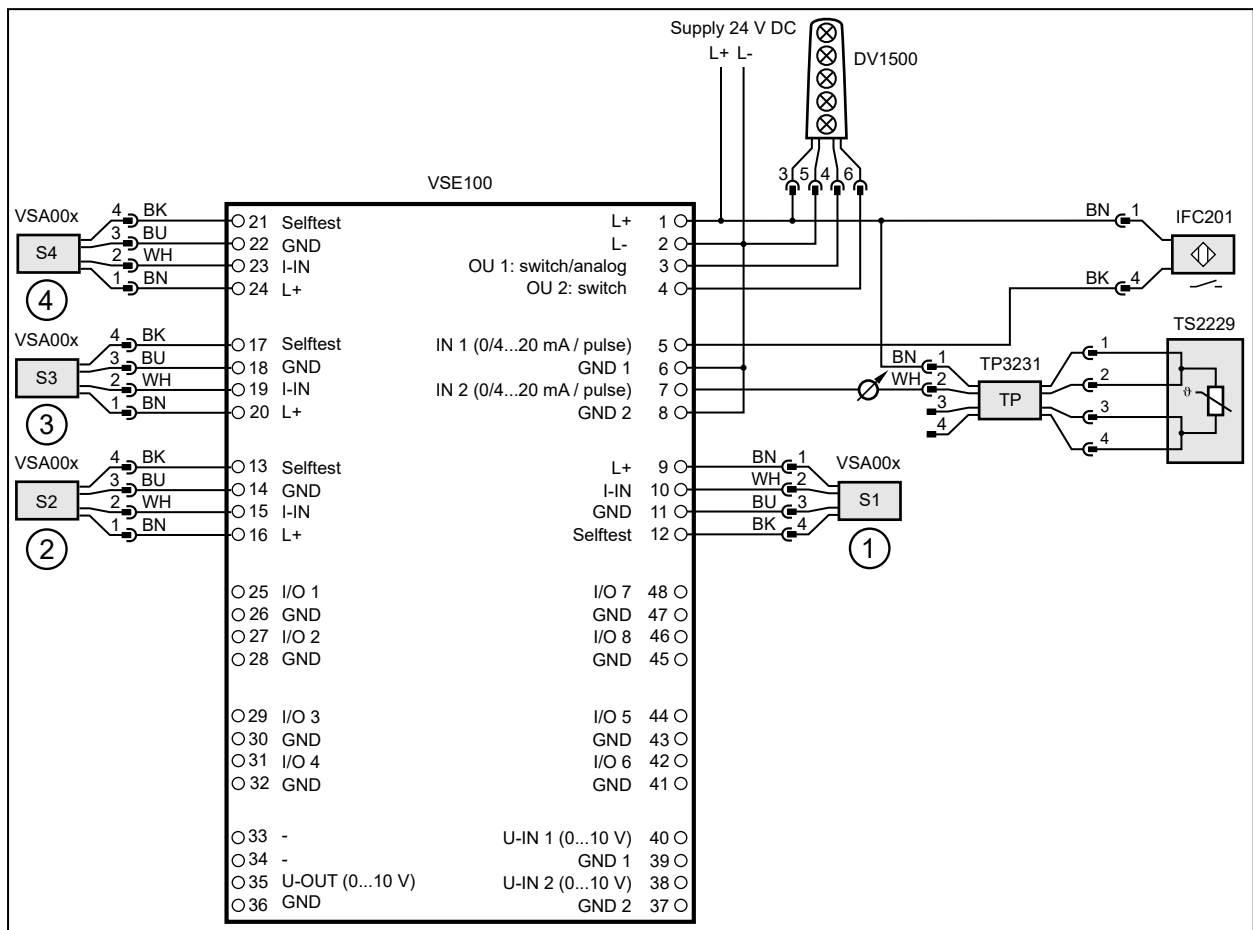 Supply 24 V DC
L+ L-
DV1500
3 5 4 6
VSE100
VSA00x
S4
4
4 BK
3 BU
2 WH
1 BN
21 Selftest
22 GND
23 I-IN
24 L+
VSA00x
S3
3
4 BK
3 BU
2 WH
1 BN
17 Selftest
18 GND
19 I-IN
20 L+
VSA00x
S2
2
4 BK
3 BU
2 WH
1 BN
13 Selftest
14 GND
15 I-IN
16 L+
25 I/O 1
26 GND
27 I/O 2
28 GND
29 I/O 3
30 GND
31 I/O 4
32 GND
33 -
34 -
35 U-OUT (0...10 V)
36 GND
L+ 1
L- 2
OU 1: switch/analog 3
OU 2: switch 4
IN 1 (0/4...20 mA / pulse) 5
GND 1 6
IN 2 (0/4...20 mA / pulse) 7
GND 2 8
L+ 9
I-IN 10
GND 11
Selftest 12
I/O 7 48
GND 47
I/O 8 46
GND 45
I/O 5 44
GND 43
I/O 6 42
GND 41
U-IN 1 (0...10 V) 40
GND 1 39
U-IN 2 (0...10 V) 38
GND 2 37
BN 1
BK 4
IFC201
BN 1
WH 2
3
4
TP3231
TP
1
2
3
4
TS2229
ϑ
BN 1
WH 2
BU 3
BK 4
VSA00x
S1
1